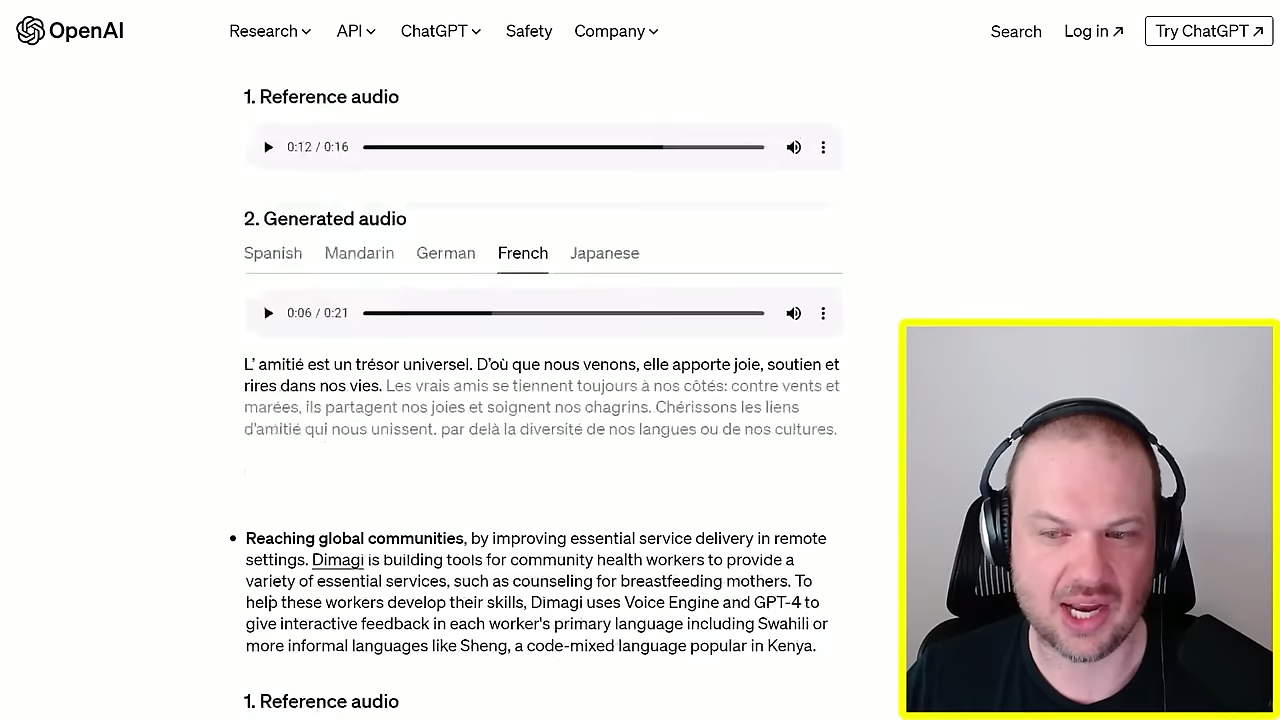 OpenAI Research API ChatGPT Safety Company Search Log in ↗ Try ChatGPT ↗
1. Reference audio
0:12 / 0:16
2. Generated audio
Spanish Mandarin German French Japanese
0:06 / 0:21
L' amitié est un trésor universel. D'où que nous venons, elle apporte joie, soutien et
rires dans nos vies. Les vrais amis se tiennent toujours à nos côtés: contre vents et
marées, ils partagent nos joies et soignent nos chagrins. Chérissons les liens
d'amitié qui nous unissent, par delà la diversité de nos langues ou de nos cultures.
• Reaching global communities, by improving essential service delivery in remote
settings. Dimagi is building tools for community health workers to provide a
variety of essential services, such as counseling for breastfeeding mothers. To
help these workers develop their skills, Dimagi uses Voice Engine and GPT-4 to
give interactive feedback in each worker's primary language including Swahili or
more informal languages like Sheng, a code-mixed language popular in Kenya.
1. Reference audio